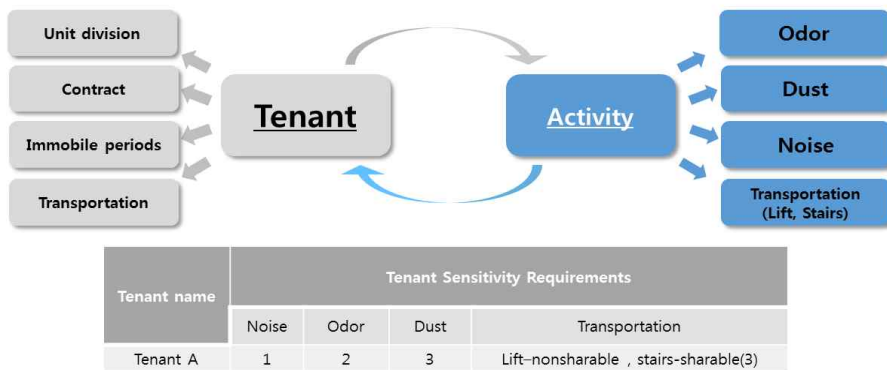 Unit division
Contract
Immobile periods
Transportation
Tenant
Activity
Odor
Dust
Noise
Transportation
(Lift, Stairs)
Tenant name
Tenant Sensitivity Requirements
Noise Odor Dust Transportation
Tenant A 1 2 3 Lift–nonsharable , stairs-sharable(3)